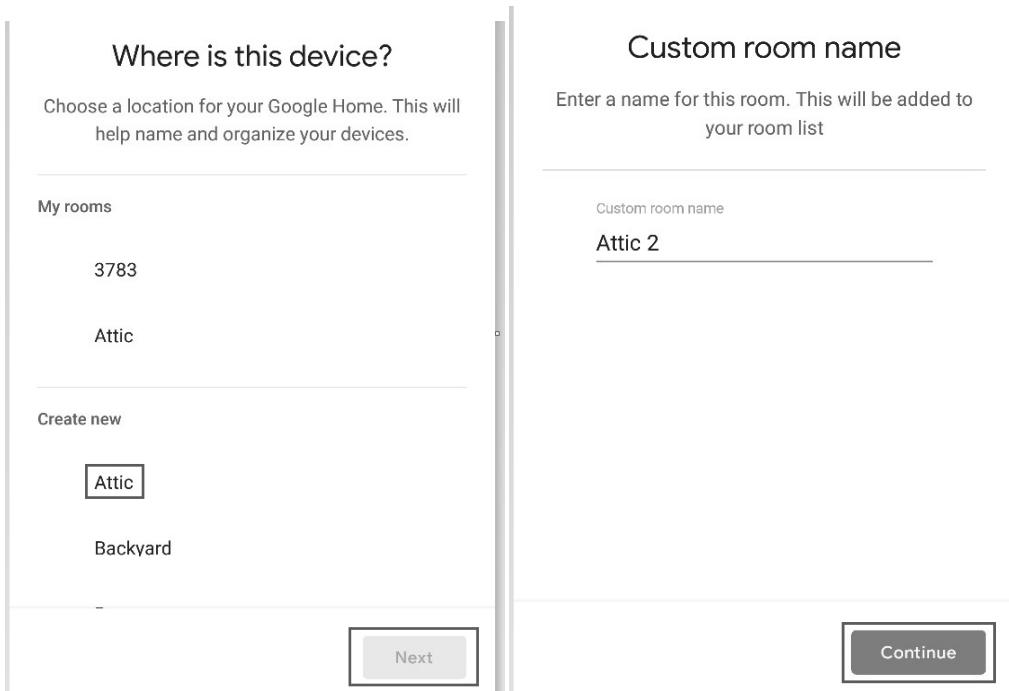 Where is this device?
Choose a location for your Google Home. This will
help name and organize your devices.
My rooms
3783
Attic
Create new
Attic
Backyard
Next
Custom room name
Enter a name for this room. This will be added to
your room list
Custom room name
Attic 2
Continue